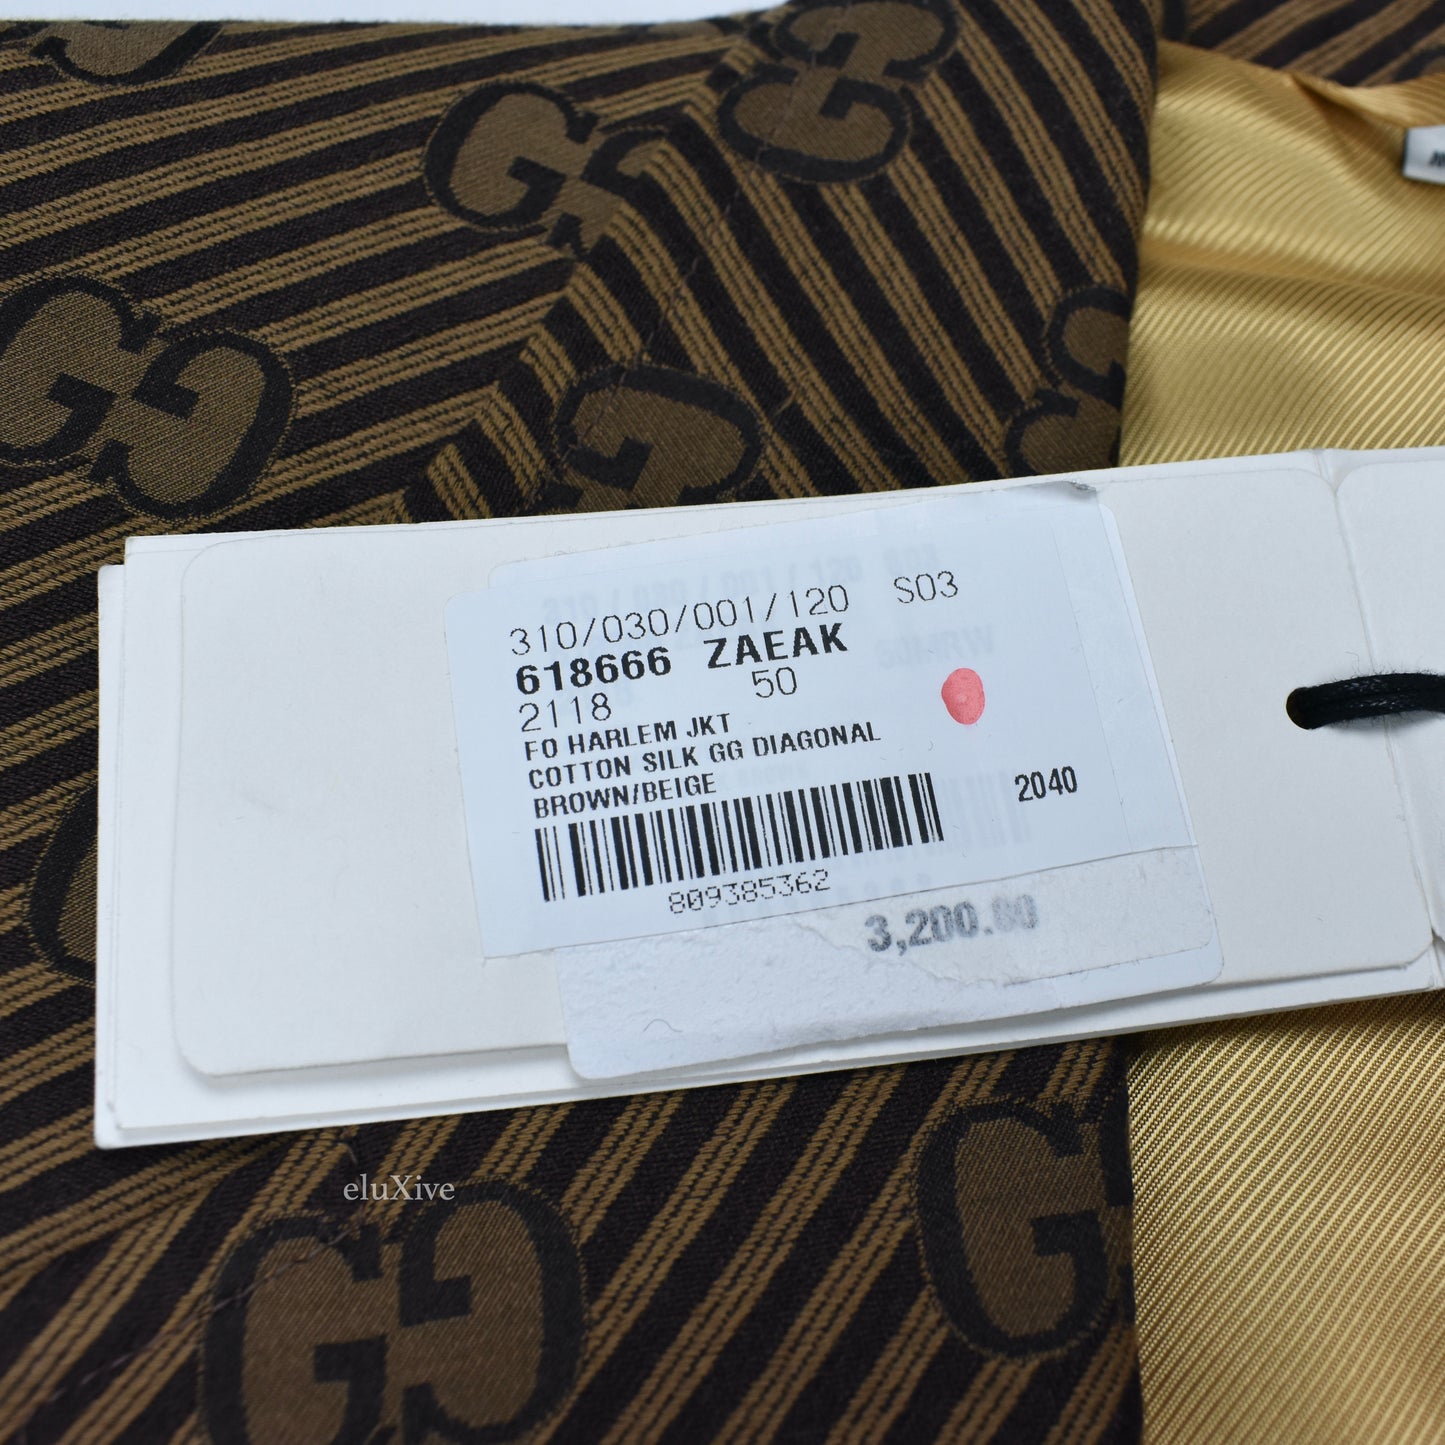 310/030/001/120 S03
618666 ZAEAK
2118 50
FO HARLEM JKT
COTTON SILK GG DIAGONAL
BROWN/BEIGE
2040
809385362
3,200.00
eluXive